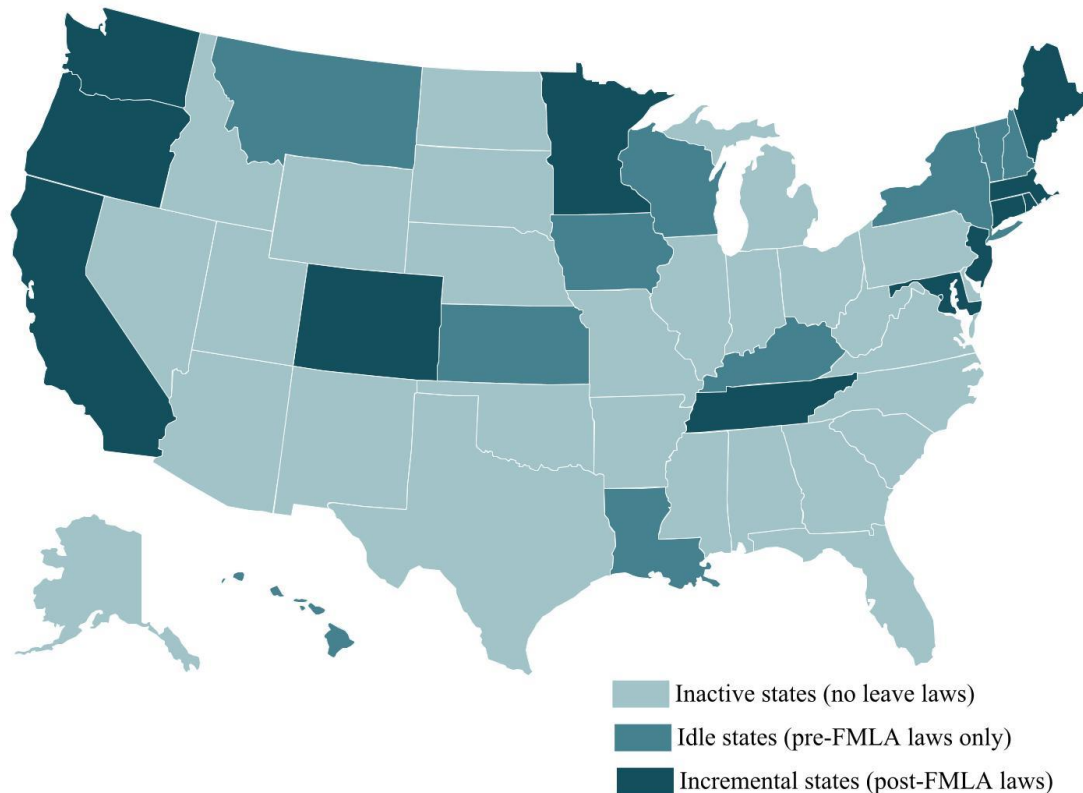 Inactive states (no leave laws)
Idle states (pre-FMLA laws only)
Incremental states (post-FMLA laws)